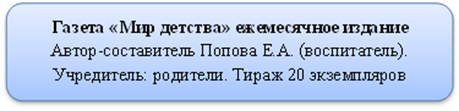 Газета «Мир детства» ежемесячное издание
Автор-составитель Попова Е.А. (воспитатель).
Учредитель: родители. Тираж 20 экземпляров